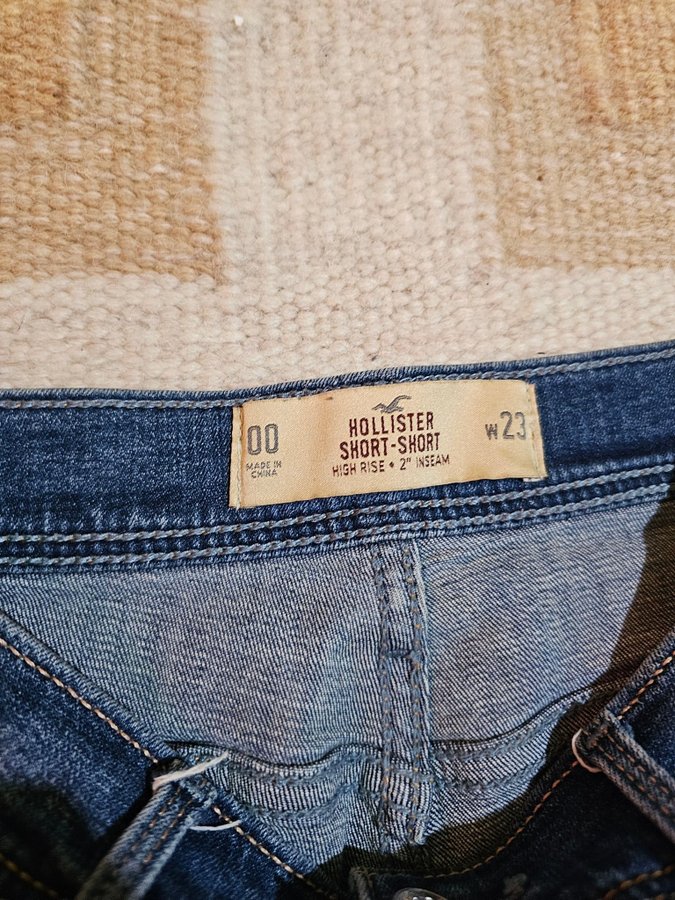 00
MADE IN
CHINA
HOLLISTER
SHORT-SHORT
HIGH RISE • 2" INSEAM
W23